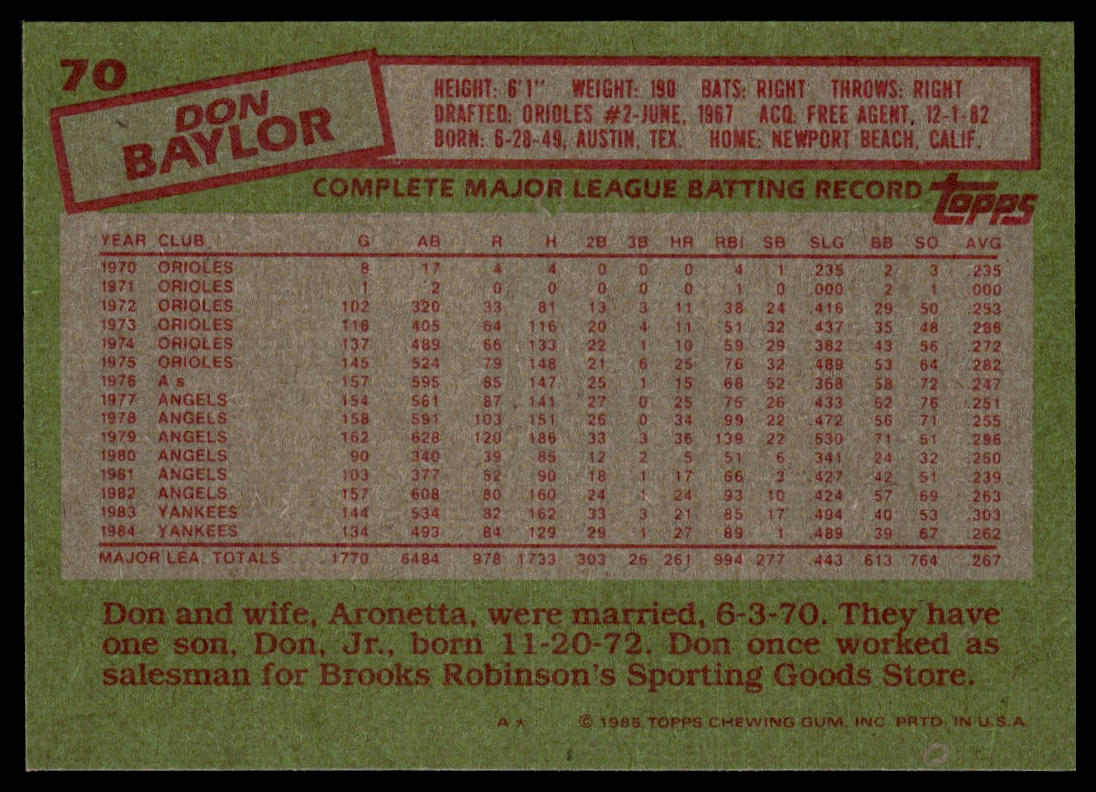 70
DON
BAYLOR
HEIGHT: 6'1" WEIGHT: 190 BATS: RIGHT THROWS: RIGHT
DRAFTED: ORIOLES #2-JUNE, 1967 ACQ: FREE AGENT, 12-1-82
BORN: 6-28-49, AUSTIN, TEX. HOME: NEWPORT BEACH, CALIF.
COMPLETE MAJOR LEAGUE BATTING RECORD topps
YEAR CLUB G AB R H 2B 3B HR RBI SB SLG BB SO AVG
1970 ORIOLES 8 17 4 4 0 0 0 4 1 .235 2 3 .235
1971 ORIOLES 1 2 0 0 0 0 0 1 0 .000 2 1 .000
1972 ORIOLES 102 320 33 81 13 3 11 38 24 .416 29 50 .253
1973 ORIOLES 118 405 64 116 20 4 11 51 32 .437 35 48 .286
1974 ORIOLES 137 489 66 133 22 1 10 59 29 .382 43 56 .272
1975 ORIOLES 145 524 79 148 21 6 25 76 32 .489 53 64 .282
1976 A's 157 595 85 147 25 1 15 68 52 .368 58 72 .247
1977 ANGELS 154 561 87 141 27 0 25 75 26 .433 62 76 .251
1978 ANGELS 158 591 103 151 26 0 34 99 22 .472 56 71 .255
1979 ANGELS 162 628 120 186 33 3 36 139 22 .530 71 51 .296
1980 ANGELS 90 340 39 85 12 2 5 51 6 .341 24 32 .250
1981 ANGELS 103 377 52 90 18 1 17 66 3 .427 42 51 .239
1982 ANGELS 157 608 80 160 24 1 24 93 10 .424 57 69 .263
1983 YANKEES 144 534 82 162 33 3 21 85 17 .494 40 53 .303
1984 YANKEES 134 493 84 129 29 1 27 89 1 .489 39 67 .262
MAJOR LEA. TOTALS 1770 6484 978 1733 303 26 261 994 277 .443 613 764 .267
Don and wife, Aronetta, were married, 6-3-70. They have
one son, Don, Jr., born 11-20-72. Don once worked as
salesman for Brooks Robinson's Sporting Goods Store.
A* © 1985 TOPPS CHEWING GUM, INC. PRTD. IN U.S.A.